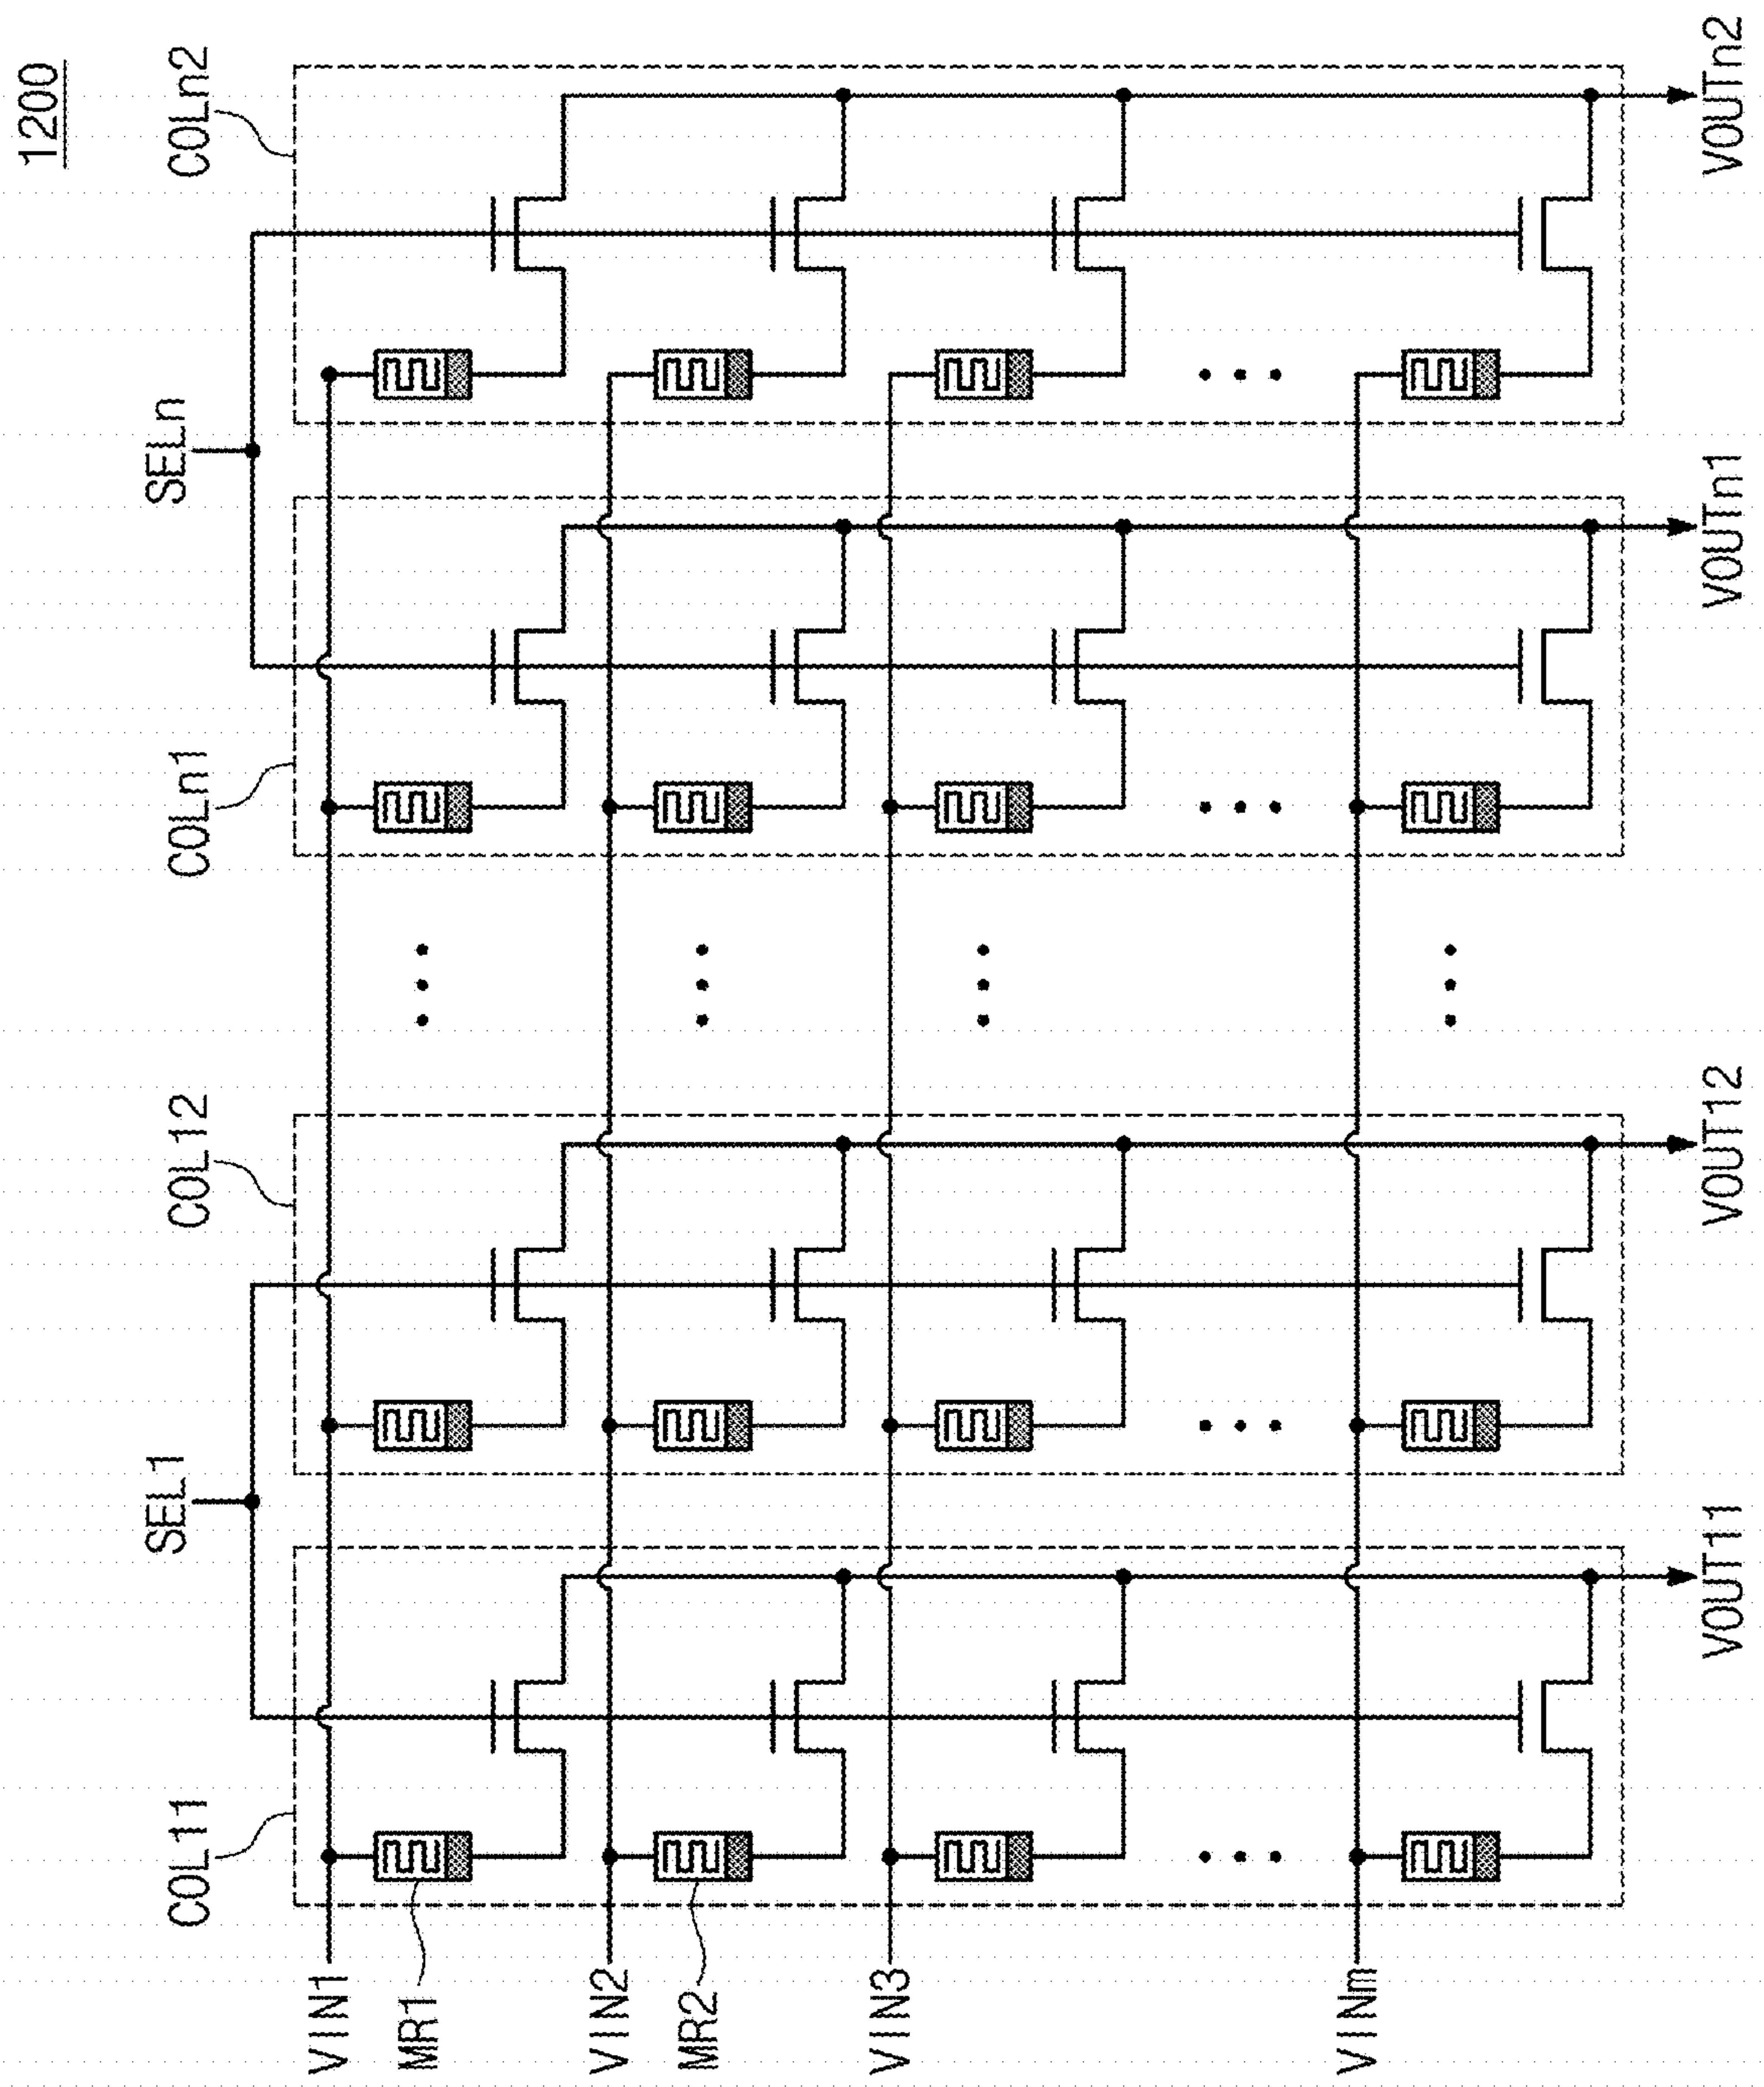 1200
COL11
COL12
COLn1
COLn2
SEL1
SELn
VIN1
MR1
VIN2
MR2
VIN3
VINm
VOUT11
VOUT12
VOUTn1
VOUTn2